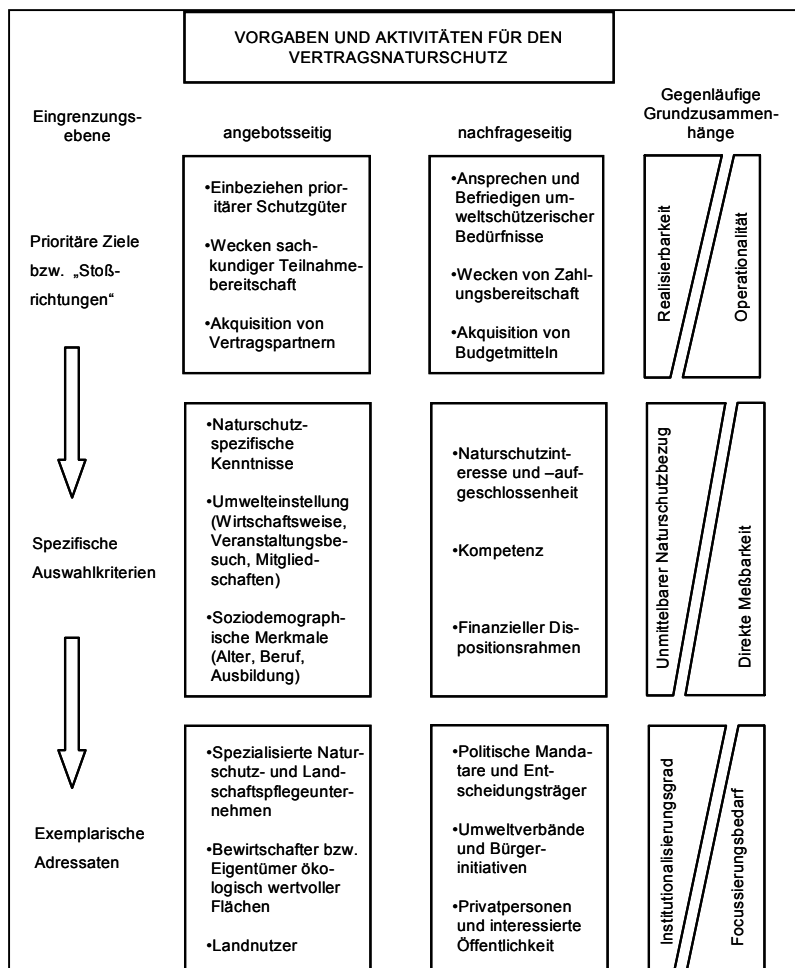 VORGABEN UND AKTIVITÄTEN FÜR DEN
VERTRAGSNATURSCHUTZ
Eingrenzungs-
ebene
angebotsseitig
nachfrageseitig
Gegenläufige
Grundzusammen-
hänge
Prioritäre Ziele
bzw. „Stoß-
richtungen“
•Einbeziehen prio-
ritärer Schutzgüter
•Wecken sach-
kundiger Teilnahme-
bereitschaft
•Akquisition von
Vertragspartnern
•Ansprechen und
Befriedigen um-
weltschützerischer
Bedürfnisse
•Wecken von Zahl-
ungsbereitschaft
•Akquisition von
Budgetmitteln
Realisierbarkeit
Operationalität
Spezifische
Auswahlkriterien
•Naturschutz-
spezifische
Kenntnisse
•Umwelteinstellung
(Wirtschaftsweise,
Veranstaltungsbe-
such, Mitglied-
schaften)
•Soziodemograph-
ische Merkmale
(Alter, Beruf,
Ausbildung)
•Naturschutzint-
eresse und –auf-
geschlossenheit
•Kompetenz
•Finanzieller Dis-
positionsrahmen
Unmittelbarer Naturschutzbezug
Direkte Meßbarkeit
Exemplarische
Adressaten
•Spezialisierte Natur-
schutz- und Land-
schaftspflegeunter-
nehmen
•Bewirtschafter bzw.
Eigentümer öko-
logisch wertvoller
Flächen
•Landnutzer
•Politische Manda-
tare und Ent-
scheidungsträger
•Umweltverbände
und Bürger-
initiativen
•Privatpersonen
und interessierte
Öffentlichkeit
Institutionalisierungsgrad
Focussierungsbedarf